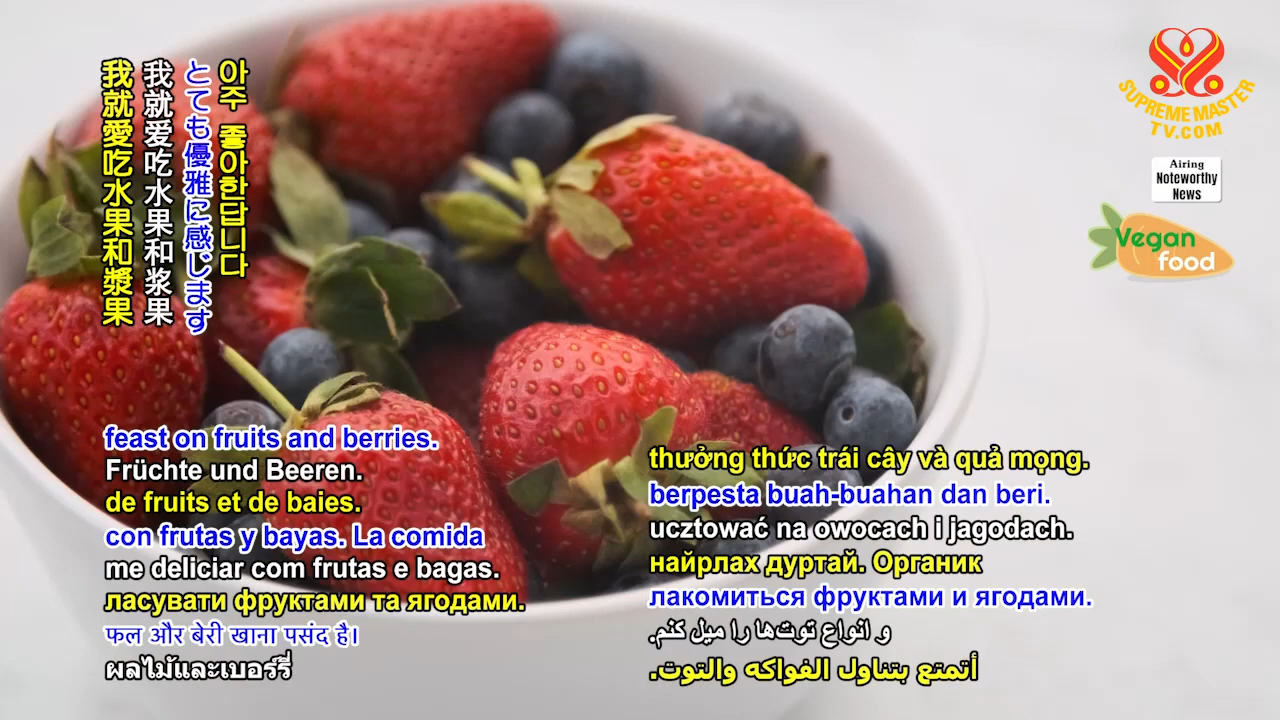 아주 좋아한답니다
とても優雅に感じます
我就爱吃水果和浆果
我就愛吃水果和漿果
SUPREME MASTER
TV.COM
Airing
Noteworthy
News
Vegan
food
feast on fruits and berries.
Früchte und Beeren.
de fruits et de baies.
con frutas y bayas. La comida
me deliciar com frutas e bagas.
ласувати фруктами та ягодами.
फल और बेरी खाना पसंद है।
ผลไม้และเบอร์รี่
thưởng thức trái cây và quả mọng.
berpesta buah-buahan dan beri.
ucztować na owocach i jagodach.
найрлах дуртай. Органик
лакомиться фруктами и ягодами.
و انواع توت‌ها را میل کنم.
أتمتع بتناول الفواكه والتوت.